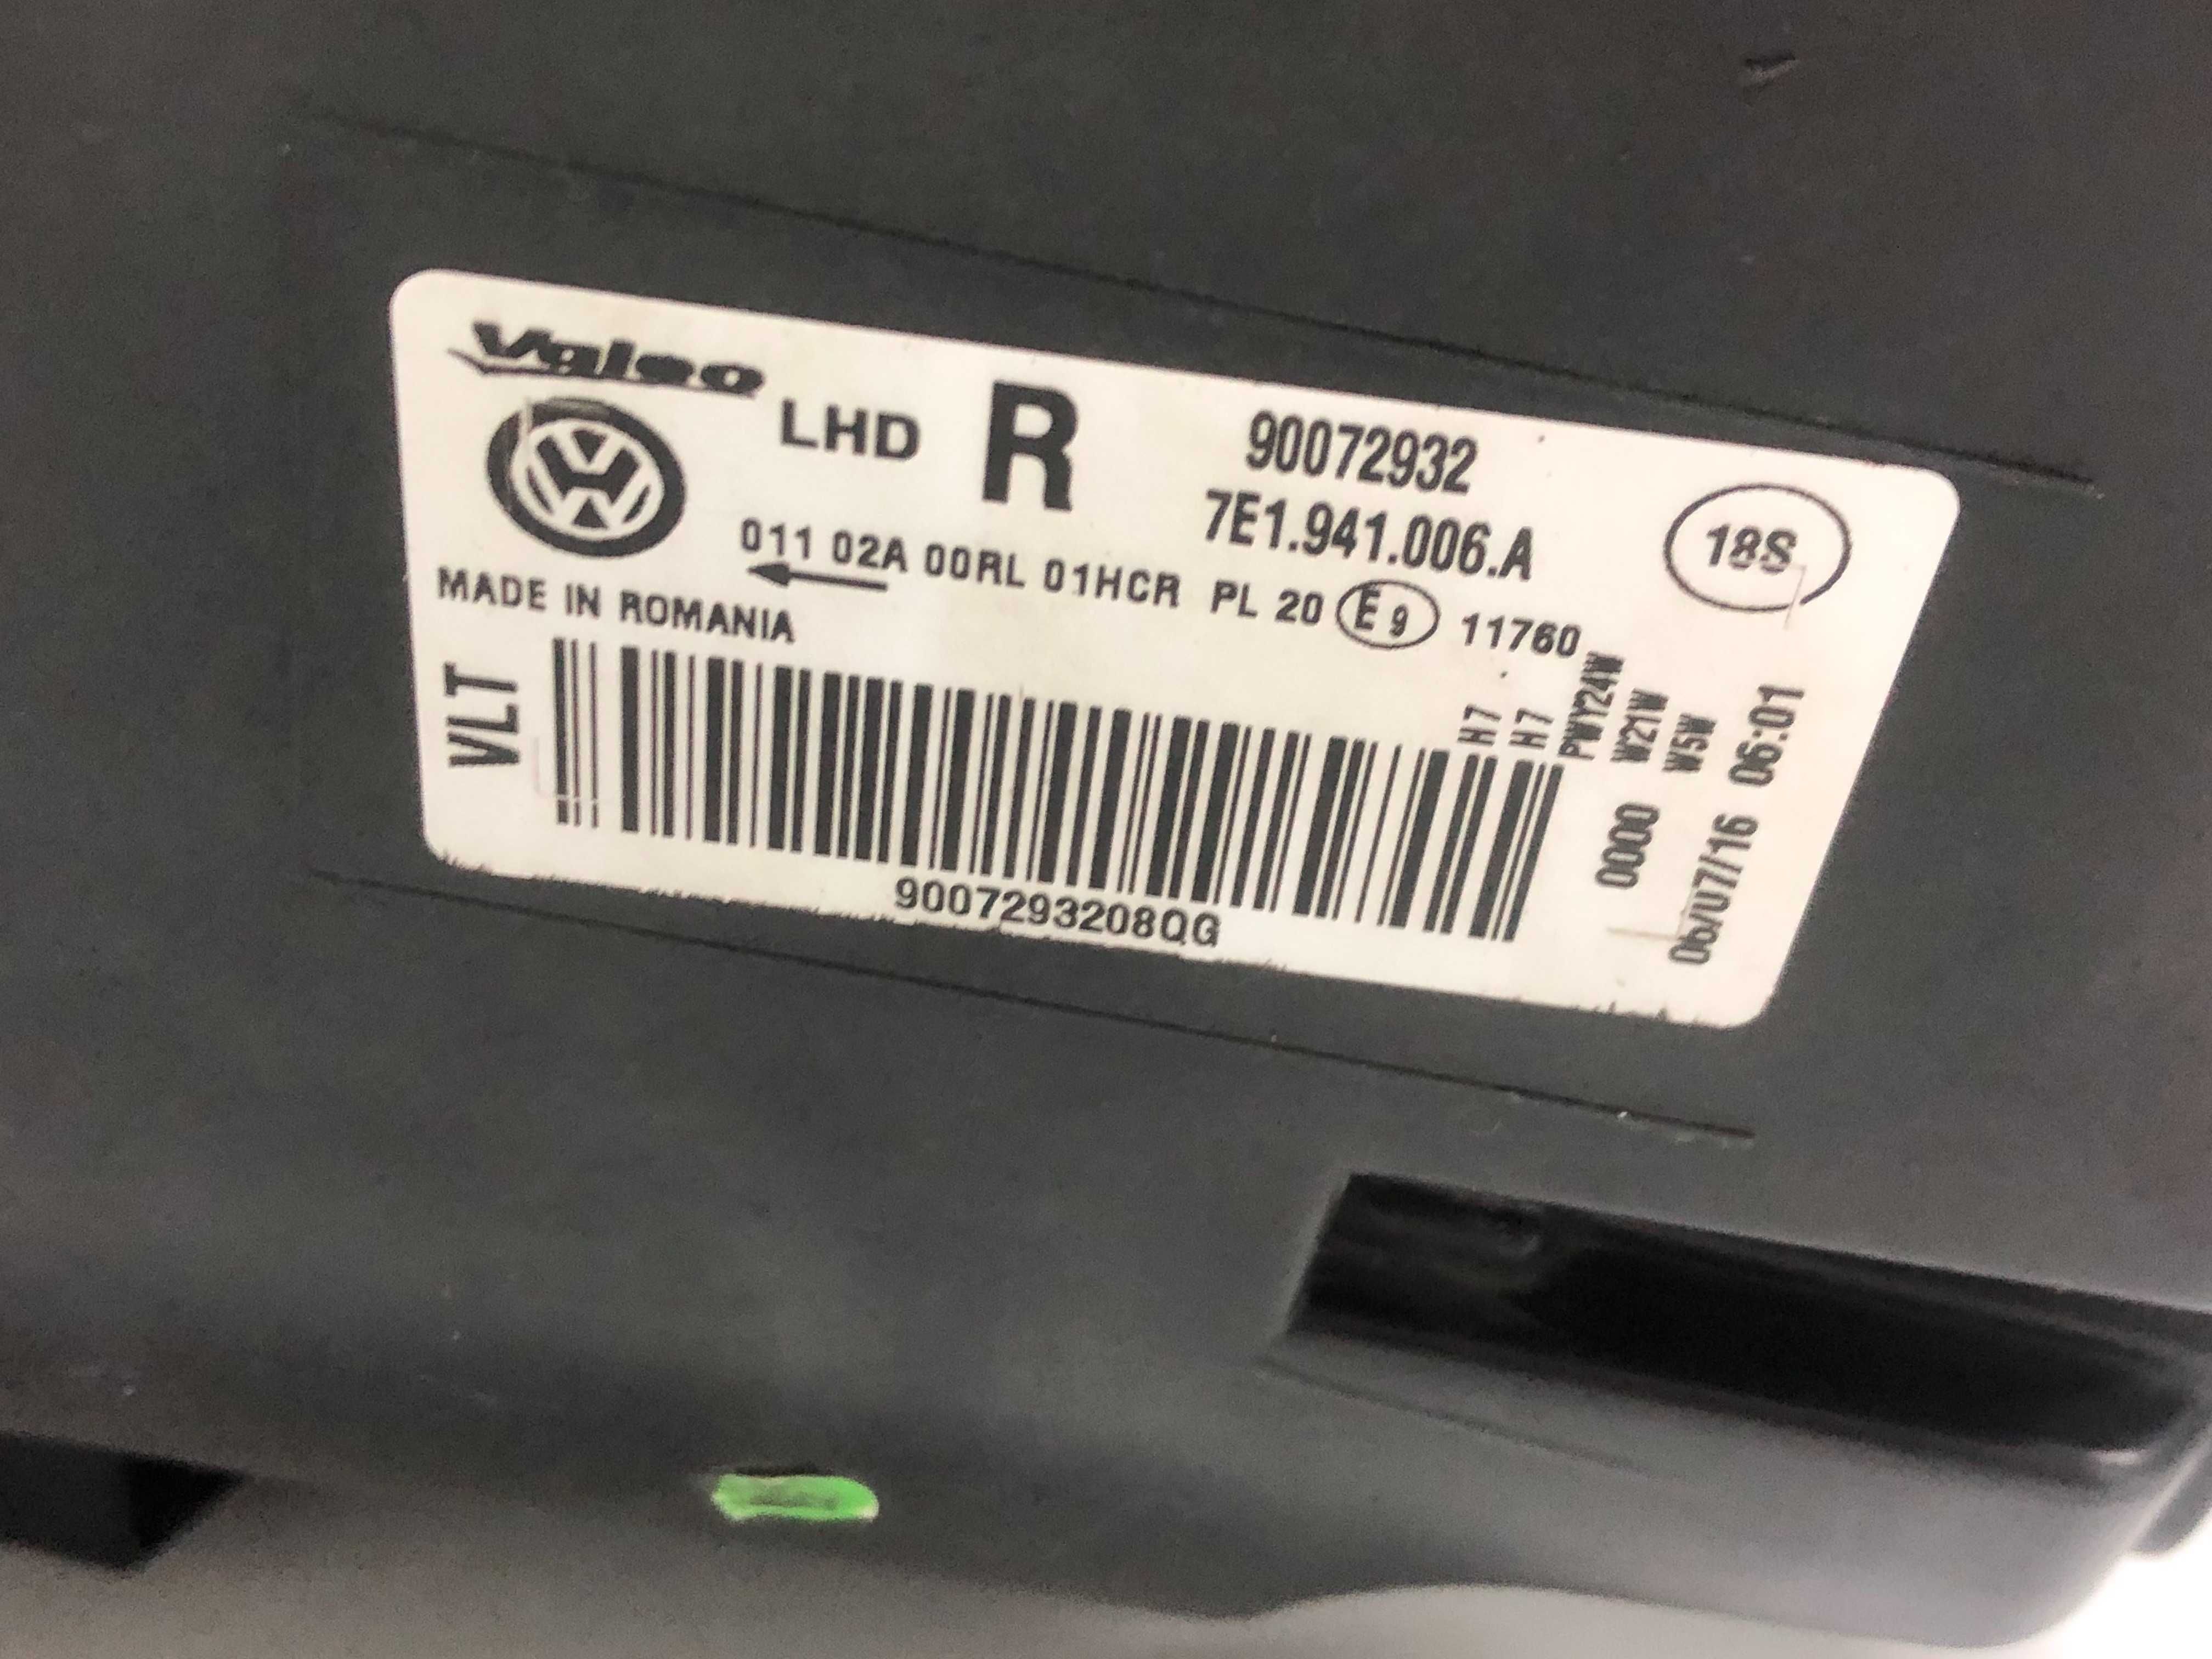 Valeo
LHD R 90072932
7E1.941.006.A
18S
011 02A 00RL 01HCR PL 20 E 9 11760
MADE IN ROMANIA
VLT
H7
H7
PWY24W
W21W
W5W
0000
06/07/16 06:01
9007293208QG